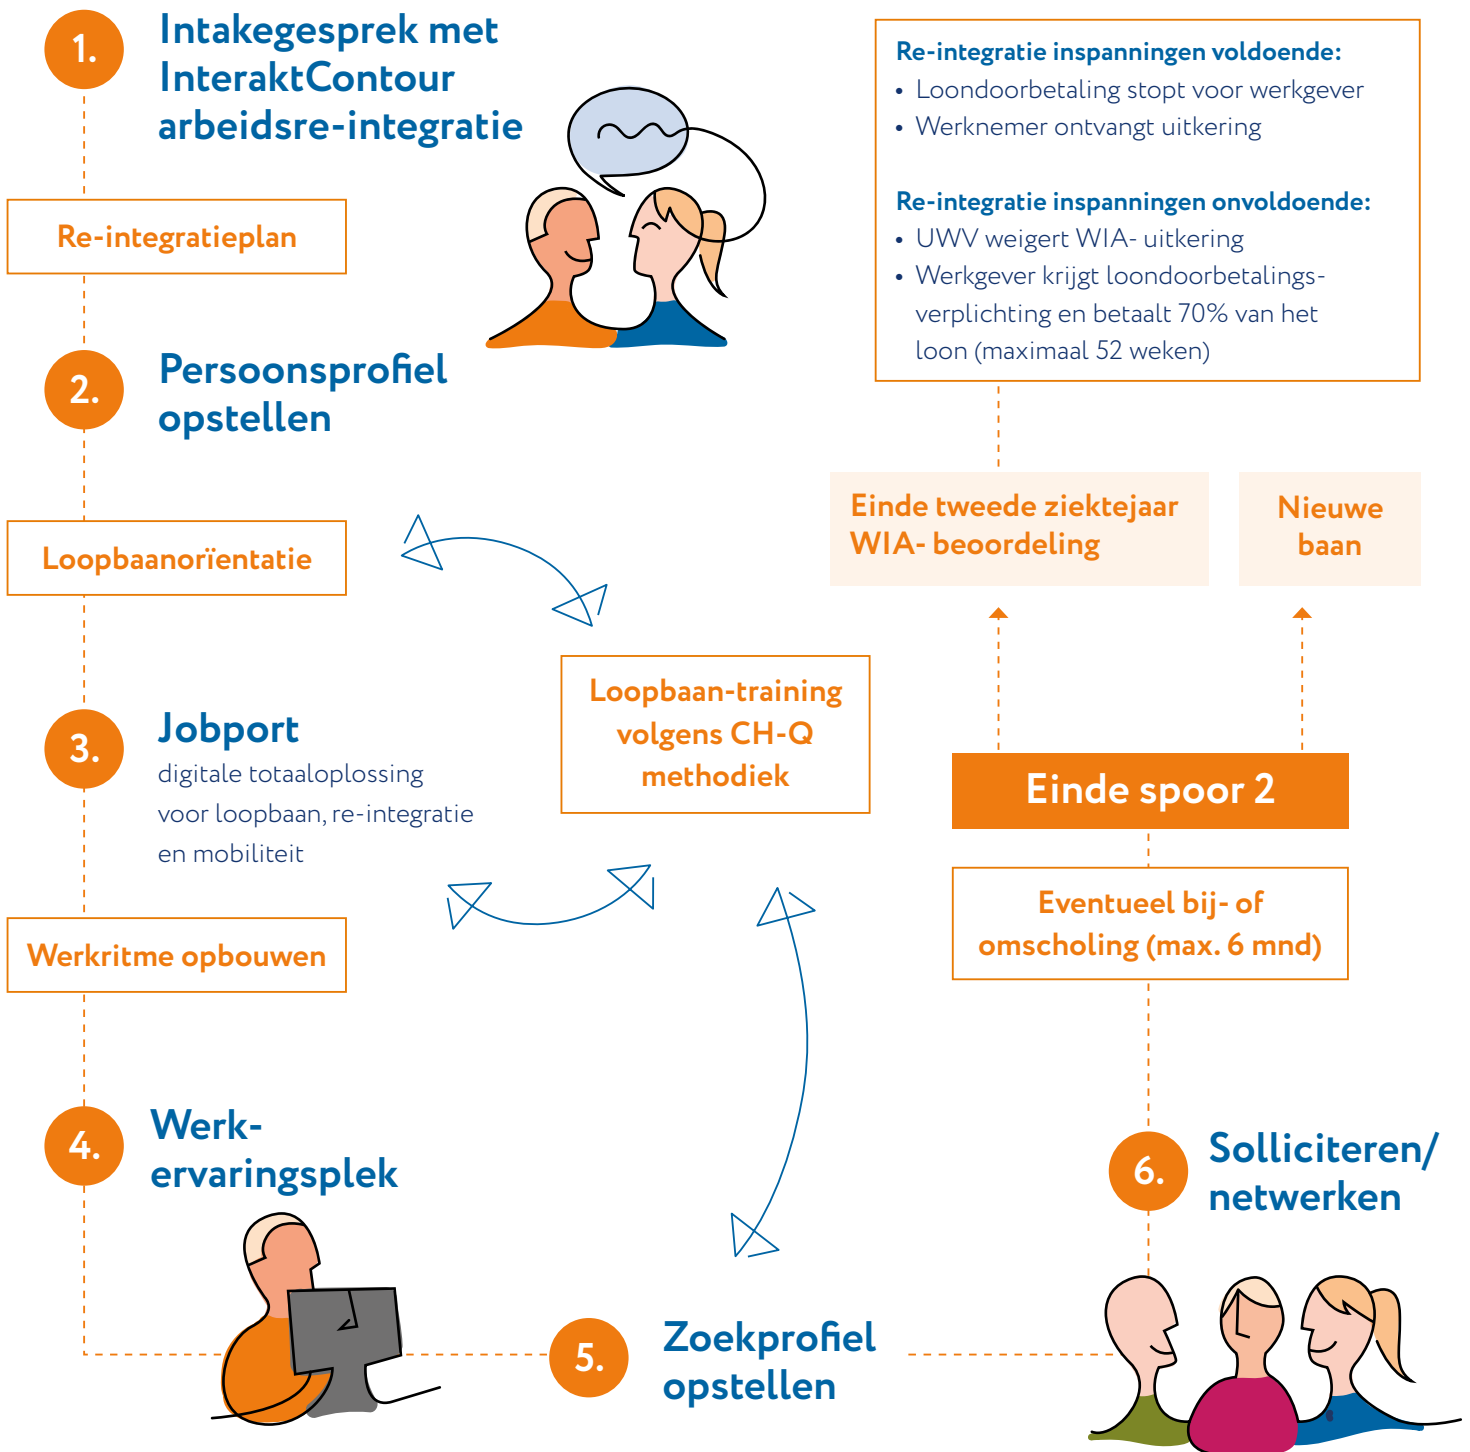 1.
Intakegesprek met
InteraktContour
arbeidsre-integratie
Re-integratieplan
2.
Persoonsprofiel
opstellen
Loopbaanorïentatie
3.
Jobport
digitale totaaloplossing
voor loopbaan, re-integratie
en mobiliteit
Werkritme opbouwen
Loopbaan-training
volgens CH-Q
methodiek
4.
Werk-
ervaringsplek
5.
Zoekprofiel
opstellen
6.
Solliciteren/
netwerken
Eventueel bij- of
omscholing (max. 6 mnd)
Einde spoor 2
Einde tweede ziektejaar
WIA- beoordeling
Nieuwe
baan
Re-integratie inspanningen voldoende:
• Loondoorbetaling stopt voor werkgever
• Werknemer ontvangt uitkering
Re-integratie inspanningen onvoldoende:
• UWV weigert WIA- uitkering
• Werkgever krijgt loondoorbetalings-
verplichting en betaalt 70% van het
loon (maximaal 52 weken)